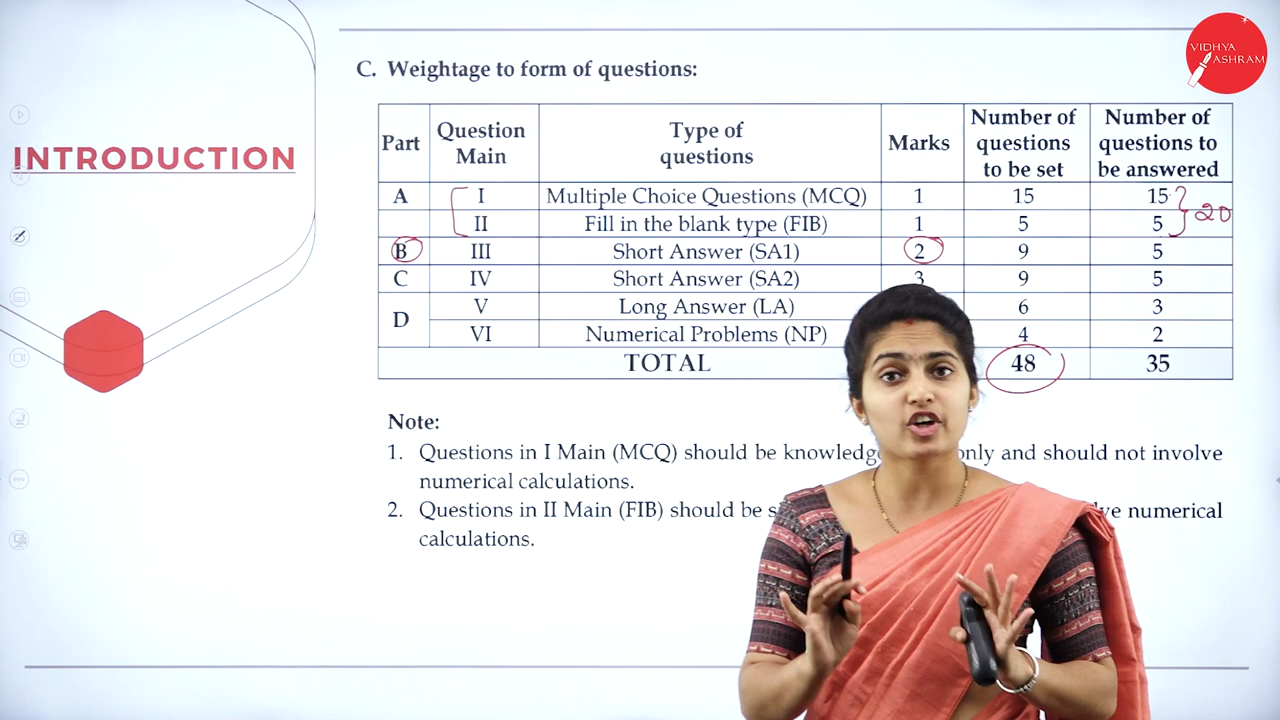 VIDHYA
ASHRAM
INTRODUCTION
C. Weightage to form of questions:
Part Question Main Type of questions Marks Number of questions to be set Number of questions to be answered
A I Multiple Choice Questions (MCQ) 1 15 15
II Fill in the blank type (FIB) 1 5 5 20
B III Short Answer (SA1) 2 9 5
C IV Short Answer (SA2) 3 9 5
D V Long Answer (LA) 6 3
VI Numerical Problems (NP) 4 2
TOTAL 48 35
Note:
1. Questions in I Main (MCQ) should be only and should not involve
numerical calculations.
2. Questions in II Main (FIB) should be numerical
calculations.